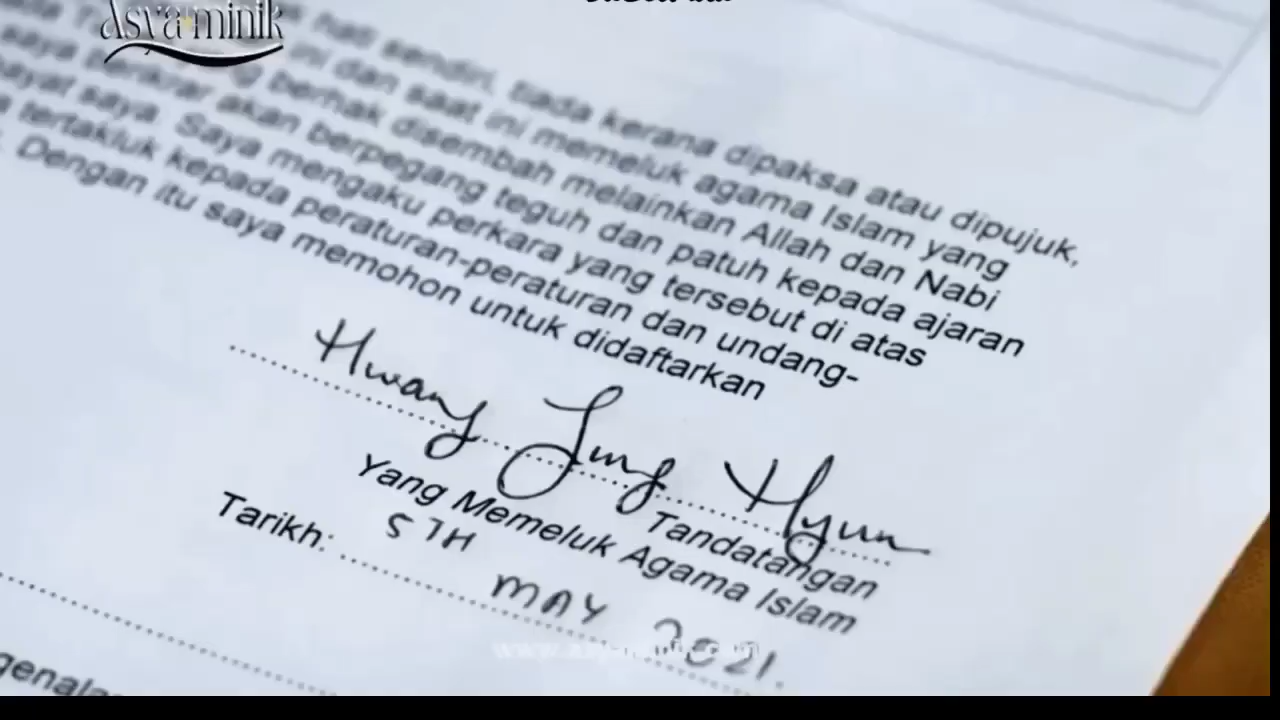 Asya minik
hati sendiri, tiada kerana dipaksa atau dipujuk,
ini dan saat ini memeluk agama Islam yang
berhak disembah melainkan Allah dan Nabi
saya berikrar akan berpegang teguh dan patuh kepada ajaran
hayat saya. Saya mengaku perkara yang tersebut di atas
tertakluk kepada peraturan-peraturan dan undang-
Dengan itu saya memohon untuk didaftarkan
Hwang Jung Hyun
Tandatangan
Yang Memeluk Agama Islam
Tarikh: 5TH MAY 2021.